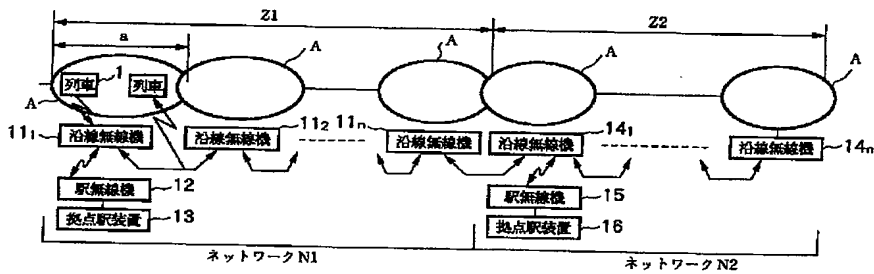 Z1 Z2
a
A A A A A
列車 1 列車
11₁ 沿線無線機 沿線無線機 11₂ 11ₙ 沿線無線機 沿線無線機 14₁ 沿線無線機 14ₙ
駅無線機 12 駅無線機 15
拠点駅装置 13 拠点駅装置 16
ネットワークN1 ネットワークN2